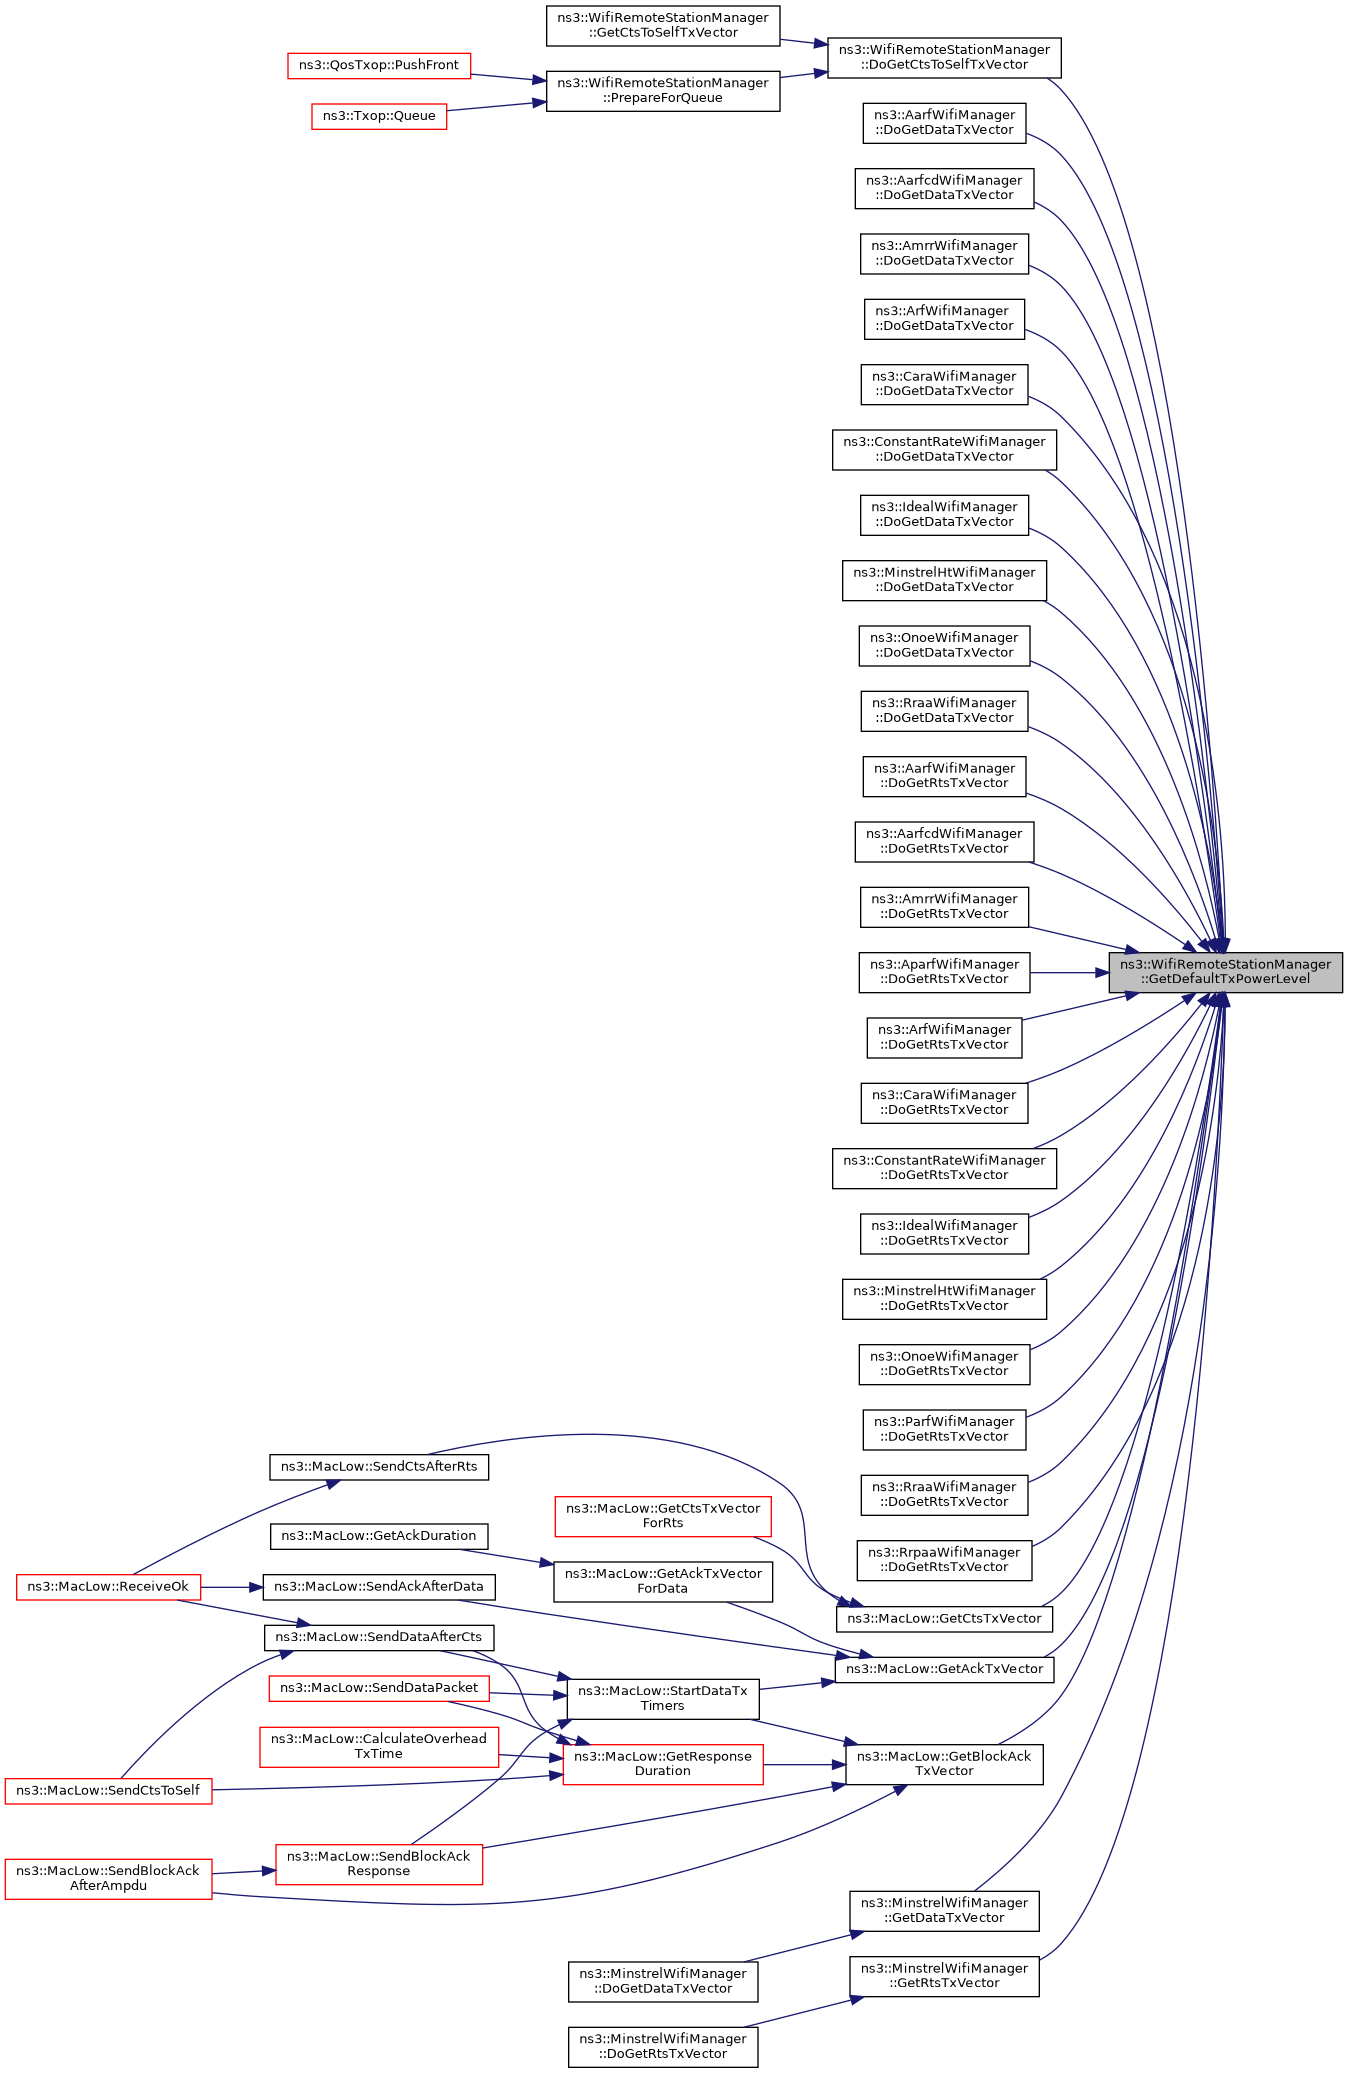 ns3::WifiRemoteStationManager
::GetCtsToSelfTxVector
ns3::WifiRemoteStationManager
::DoGetCtsToSelfTxVector
ns3::QosTxop::PushFront
ns3::WifiRemoteStationManager
::PrepareForQueue
ns3::Txop::Queue
ns3::AarfWifiManager
::DoGetDataTxVector
ns3::AarfcdWifiManager
::DoGetDataTxVector
ns3::AmrrWifiManager
::DoGetDataTxVector
ns3::ArfWifiManager
::DoGetDataTxVector
ns3::CaraWifiManager
::DoGetDataTxVector
ns3::ConstantRateWifiManager
::DoGetDataTxVector
ns3::IdealWifiManager
::DoGetDataTxVector
ns3::MinstrelHtWifiManager
::DoGetDataTxVector
ns3::OnoeWifiManager
::DoGetDataTxVector
ns3::RraaWifiManager
::DoGetDataTxVector
ns3::AarfWifiManager
::DoGetRtsTxVector
ns3::AarfcdWifiManager
::DoGetRtsTxVector
ns3::AmrrWifiManager
::DoGetRtsTxVector
ns3::AparfWifiManager
::DoGetRtsTxVector
ns3::WifiRemoteStationManager
::GetDefaultTxPowerLevel
ns3::ArfWifiManager
::DoGetRtsTxVector
ns3::CaraWifiManager
::DoGetRtsTxVector
ns3::ConstantRateWifiManager
::DoGetRtsTxVector
ns3::IdealWifiManager
::DoGetRtsTxVector
ns3::MinstrelHtWifiManager
::DoGetRtsTxVector
ns3::OnoeWifiManager
::DoGetRtsTxVector
ns3::ParfWifiManager
::DoGetRtsTxVector
ns3::MacLow::SendCtsAfterRts
ns3::RraaWifiManager
::DoGetRtsTxVector
ns3::MacLow::GetCtsTxVector
ForRts
ns3::MacLow::GetAckDuration
ns3::RrpaaWifiManager
::DoGetRtsTxVector
ns3::MacLow::GetAckTxVector
ForData
ns3::MacLow::ReceiveOk
ns3::MacLow::SendAckAfterData
ns3::MacLow::GetCtsTxVector
ns3::MacLow::SendDataAfterCts
ns3::MacLow::GetAckTxVector
ns3::MacLow::SendDataPacket
ns3::MacLow::StartDataTx
Timers
ns3::MacLow::CalculateOverhead
TxTime
ns3::MacLow::GetResponse
Duration
ns3::MacLow::GetBlockAck
TxVector
ns3::MacLow::SendCtsToSelf
ns3::MacLow::SendBlockAck
Response
ns3::MacLow::SendBlockAck
AfterAmpdu
ns3::MinstrelWifiManager
::GetDataTxVector
ns3::MinstrelWifiManager
::DoGetDataTxVector
ns3::MinstrelWifiManager
::GetRtsTxVector
ns3::MinstrelWifiManager
::DoGetRtsTxVector